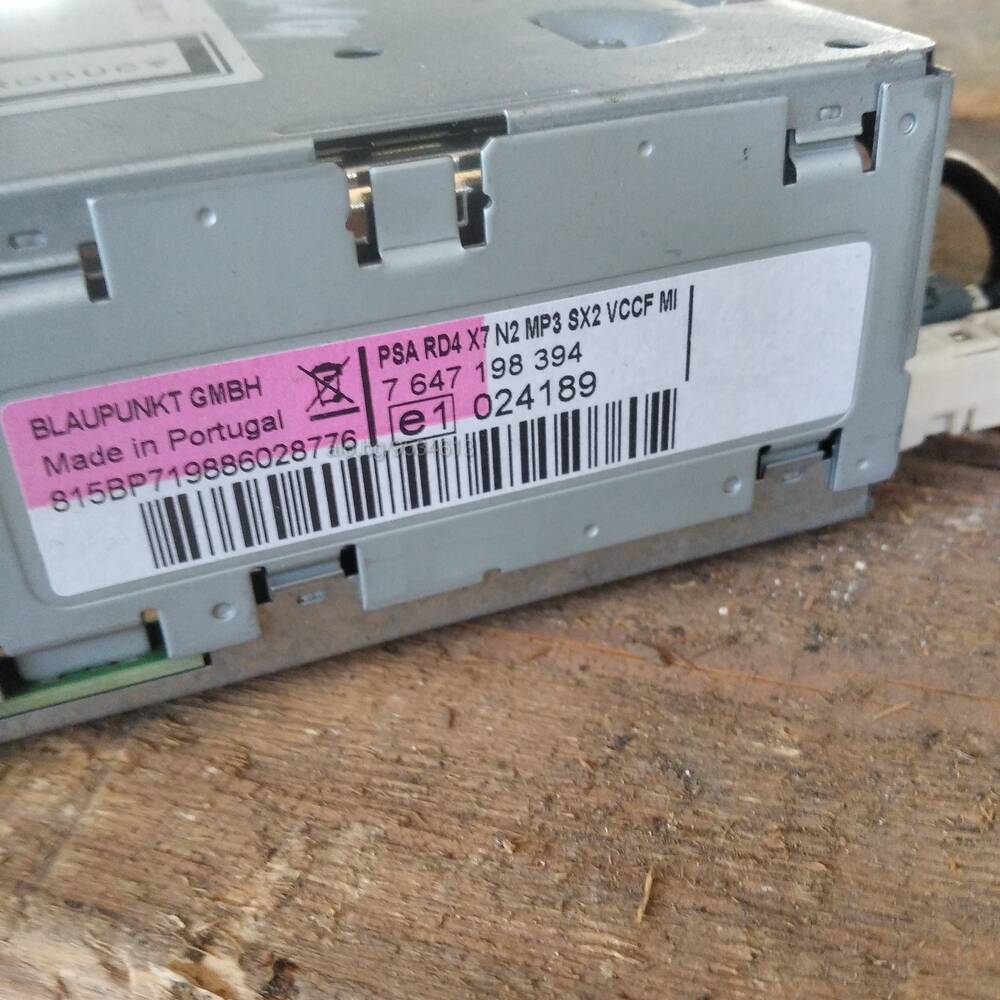 BLAUPUNKT GMBH
Made in Portugal
815BP719886028776
PSA RD4 X7 N2 MP3 SX2 VCCF MI
7 647 198 394
e1 024189